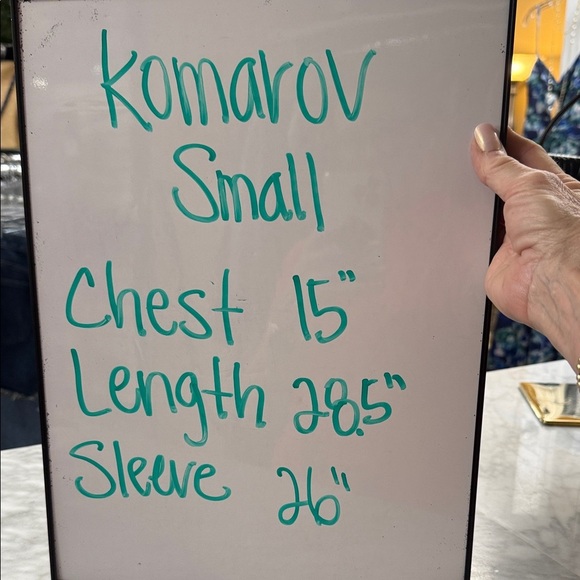 Komarov
Small
Chest 15"
Length 28.5"
Sleeve 26"